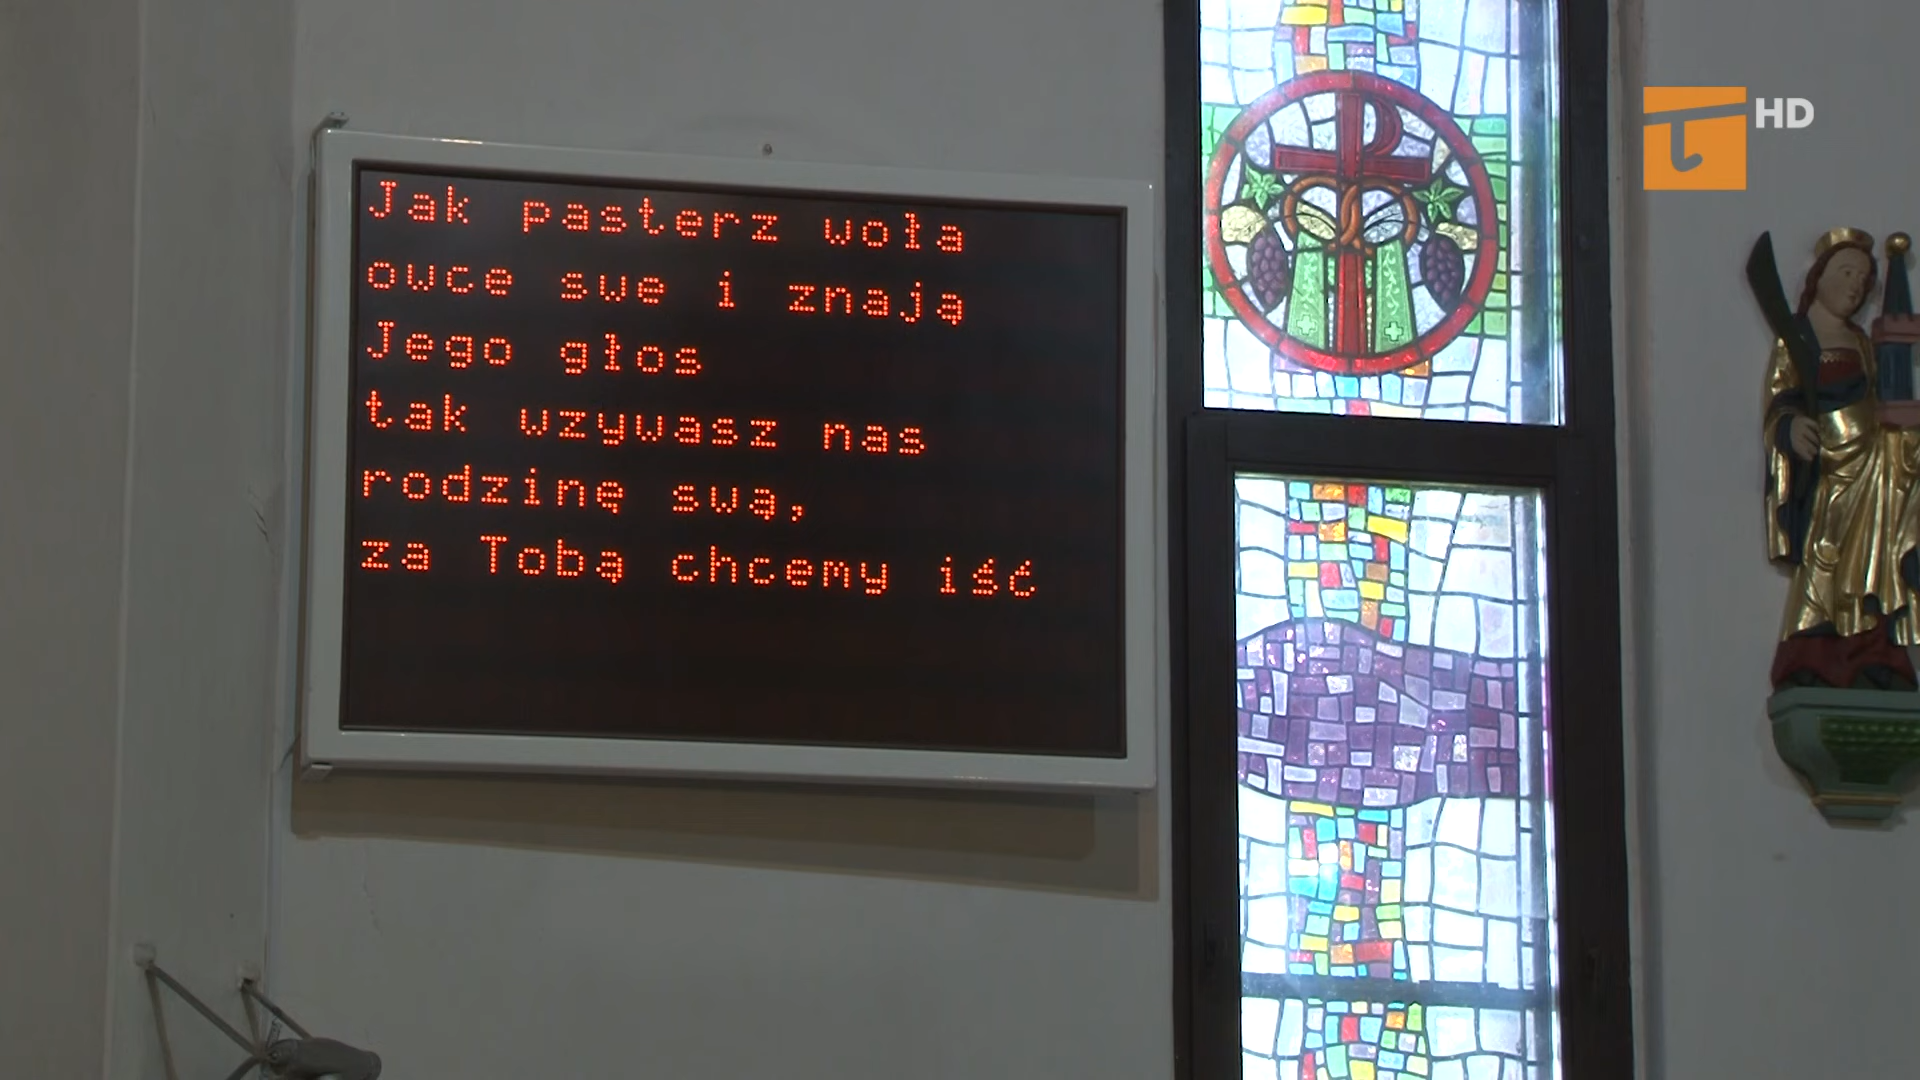 Jak pasterz woła
owce swe i znają
Jego głos
tak wzywasz nas
rodzinę swą,
za Tobą chcemy iść
t HD